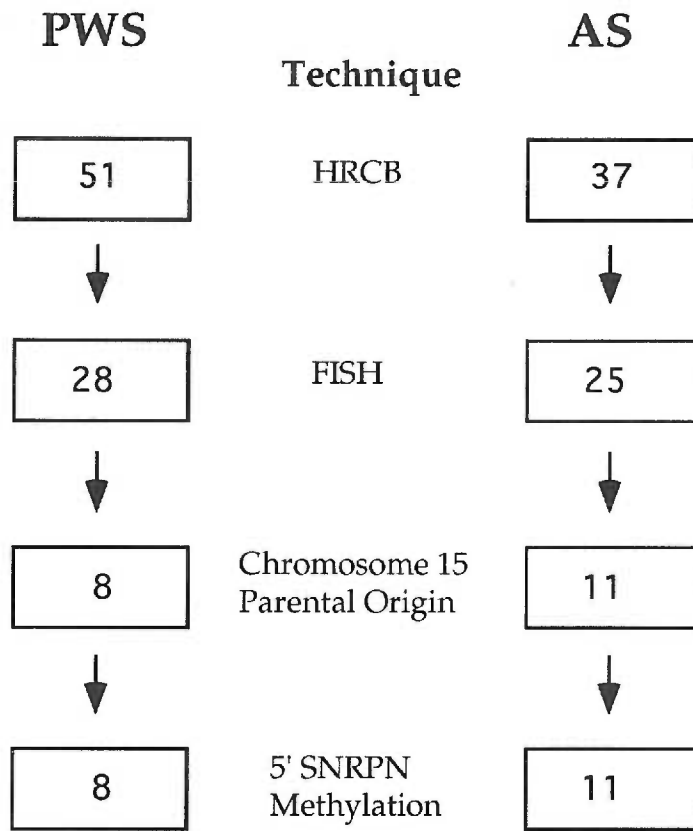 PWS AS
Technique
51 HRCB 37
28 FISH 25
8 Chromosome 15 11
Parental Origin
8 5' SNRPN 11
Methylation